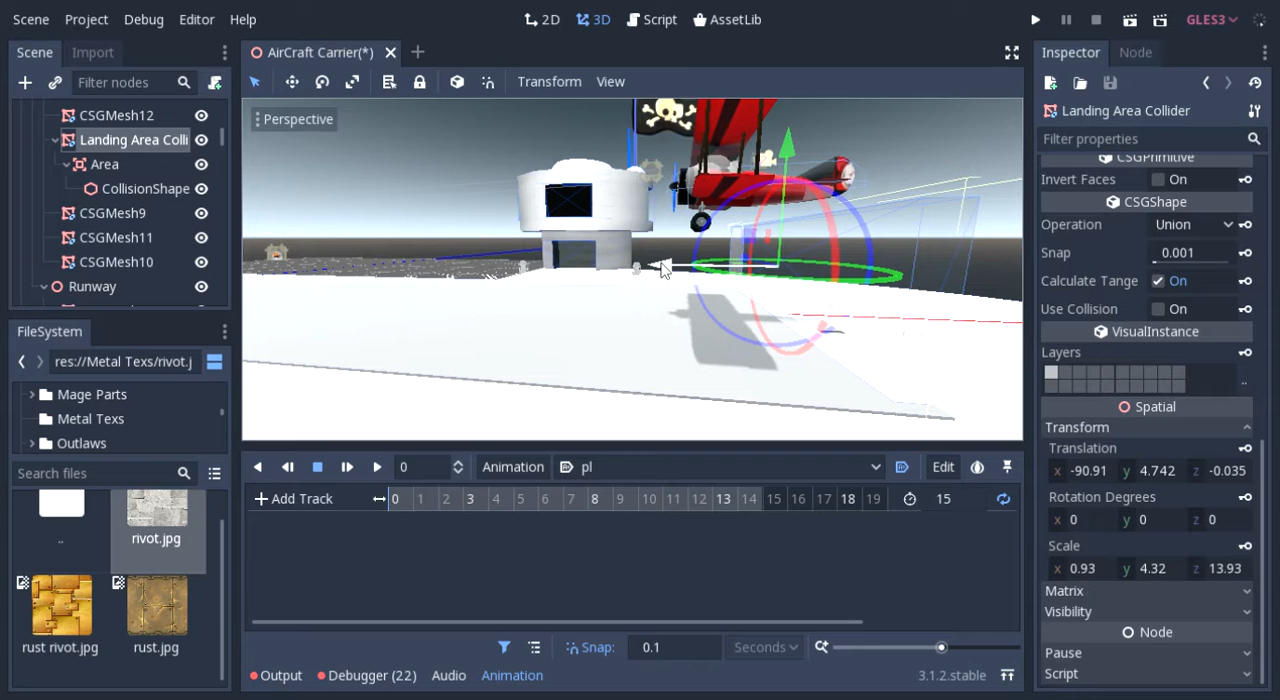 Scene Project Debug Editor Help 2D 3D Script AssetLib GLES3
Scene Import AirCraft Carrier(*) Inspector Node
Filter nodes Transform View
CSGMesh12 Perspective Landing Area Collider
Landing Area Colli Filter properties
Area CSGPrimitive
CollisionShape Invert Faces On
CSGMesh9 CSGShape
CSGMesh11 Operation Union
CSGMesh10 Snap 0.001
Runway Calculate Tange On
Use Collision On
FileSystem VisualInstance
res://Metal Texs/rivot.j Layers
Mage Parts ..
Metal Texs Spatial
Outlaws Transform
Translation
Search files 0 Animation pl Edit x -90.91 y 4.742 z -0.035
Add Track 0 1 2 3 4 5 6 7 8 9 10 11 12 13 14 15 16 17 18 19 15 Rotation Degrees
.. rivot.jpg x 0 y 0 z 0
Scale
x 0.93 y 4.32 z 13.93
Matrix
Visibility
Node
rust rivot.jpg rust.jpg Snap: 0.1 Seconds Pause
Output Debugger (22) Audio Animation 3.1.2.stable Script